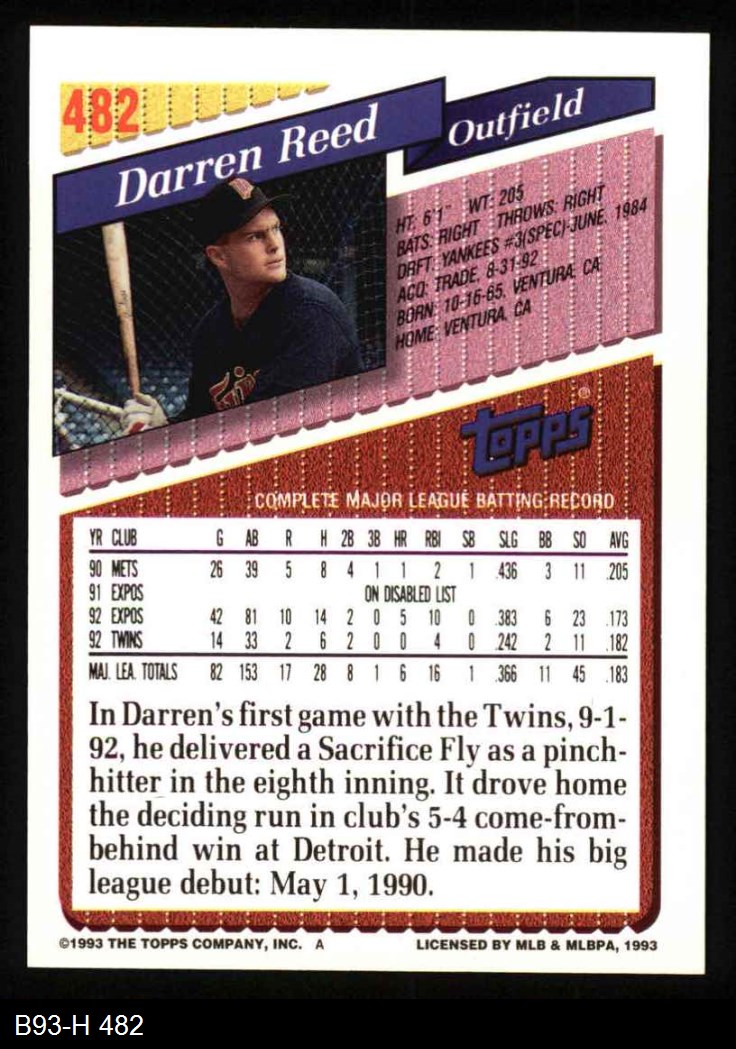 482
Darren Reed
Outfield
HT: 6'1" WT: 205
BATS: RIGHT THROWS: RIGHT
DRFT: YANKEES #3(SPEC)-JUNE, 1984
ACQ: TRADE, 8-31-92
BORN: 10-16-65, VENTURA, CA
HOME: VENTURA, CA
Twins
topps®
COMPLETE MAJOR LEAGUE BATTING RECORD
YR CLUB G AB R H 2B 3B HR RBI SB SLG BB SO AVG
90 METS 26 39 5 8 4 1 1 2 1 .436 3 11 .205
91 EXPOS ON DISABLED LIST
92 EXPOS 42 81 10 14 2 0 5 10 0 .383 6 23 .173
92 TWINS 14 33 2 6 2 0 0 4 0 .242 2 11 .182
MAJ. LEA. TOTALS 82 153 17 28 8 1 6 16 1 .366 11 45 .183
In Darren's first game with the Twins, 9-1-
92, he delivered a Sacrifice Fly as a pinch-
hitter in the eighth inning. It drove home
the deciding run in club's 5-4 come-from-
behind win at Detroit. He made his big
league debut: May 1, 1990.
©1993 THE TOPPS COMPANY, INC. A LICENSED BY MLB & MLBPA, 1993
B93-H 482